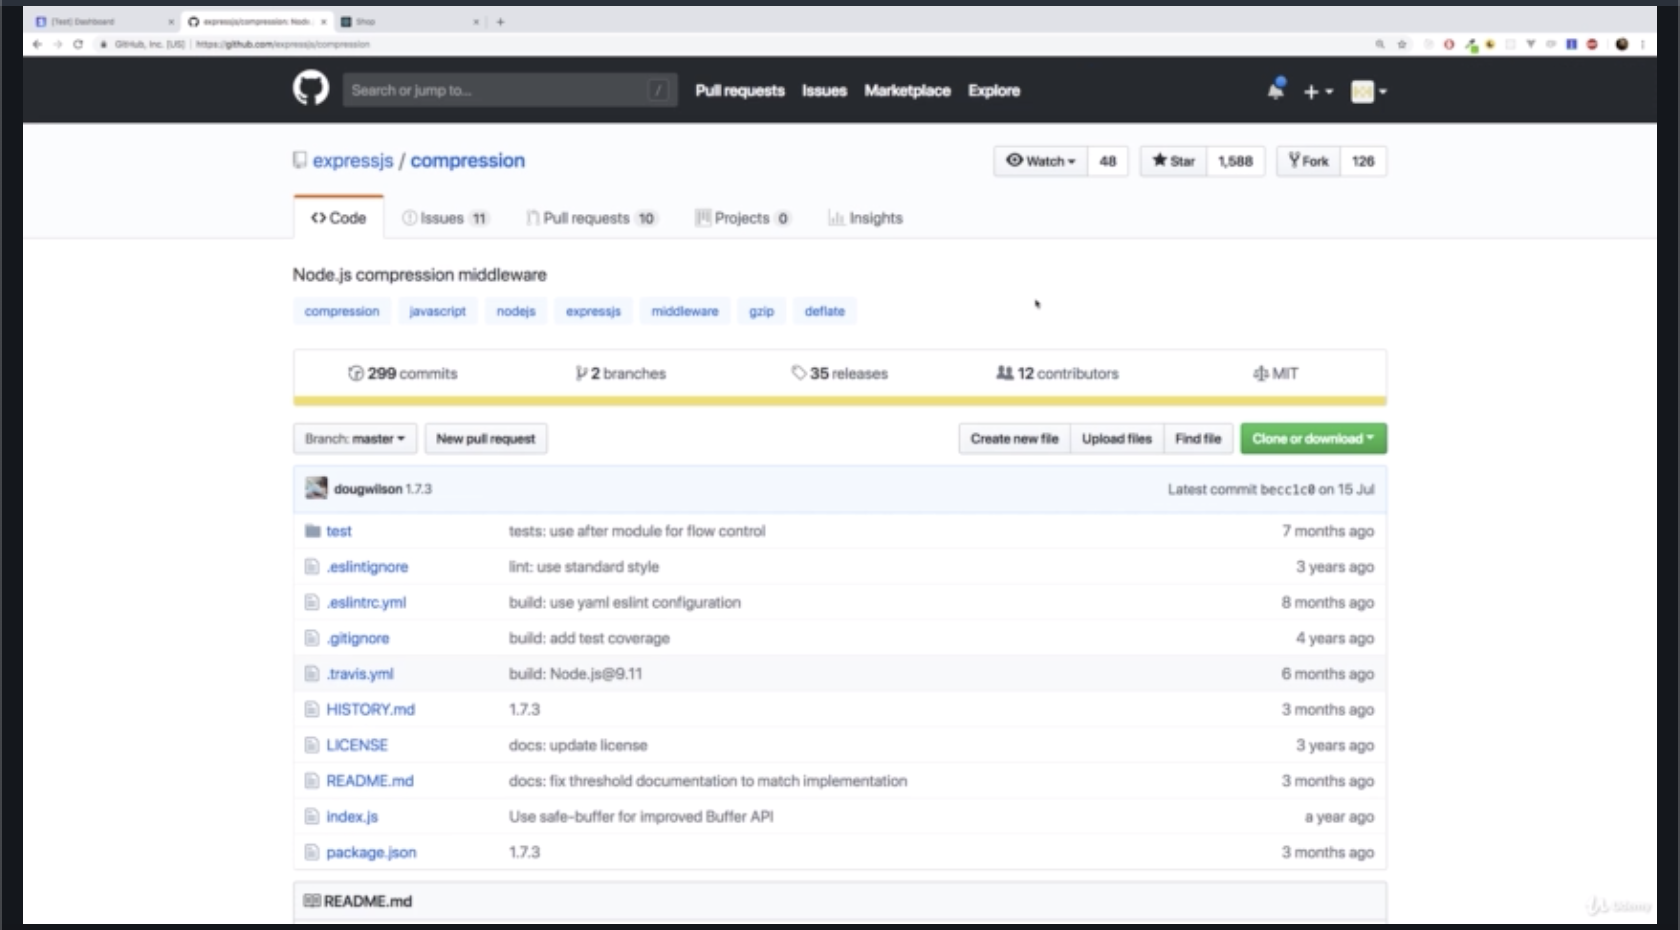 [Test] Dashboard
expressjs/compression: Node.
Shop
GitHub, Inc. [US] | https://github.com/expressjs/compression
Search or jump to... /
Pull requests Issues Marketplace Explore
expressjs / compression
Watch 48 Star 1,588 Fork 126
Code Issues 11 Pull requests 10 Projects 0 Insights
Node.js compression middleware
compression javascript nodejs expressjs middleware gzip deflate
299 commits 2 branches 35 releases 12 contributors MIT
Branch: master New pull request Create new file Upload files Find file Clone or download
dougwilson 1.7.3 Latest commit becc1c0 on 15 Jul
test tests: use after module for flow control 7 months ago
.eslintignore lint: use standard style 3 years ago
.eslintrc.yml build: use yaml eslint configuration 8 months ago
.gitignore build: add test coverage 4 years ago
.travis.yml build: Node.js@9.11 6 months ago
HISTORY.md 1.7.3 3 months ago
LICENSE docs: update license 3 years ago
README.md docs: fix threshold documentation to match implementation 3 months ago
index.js Use safe-buffer for improved Buffer API a year ago
package.json 1.7.3 3 months ago
README.md
Udemy